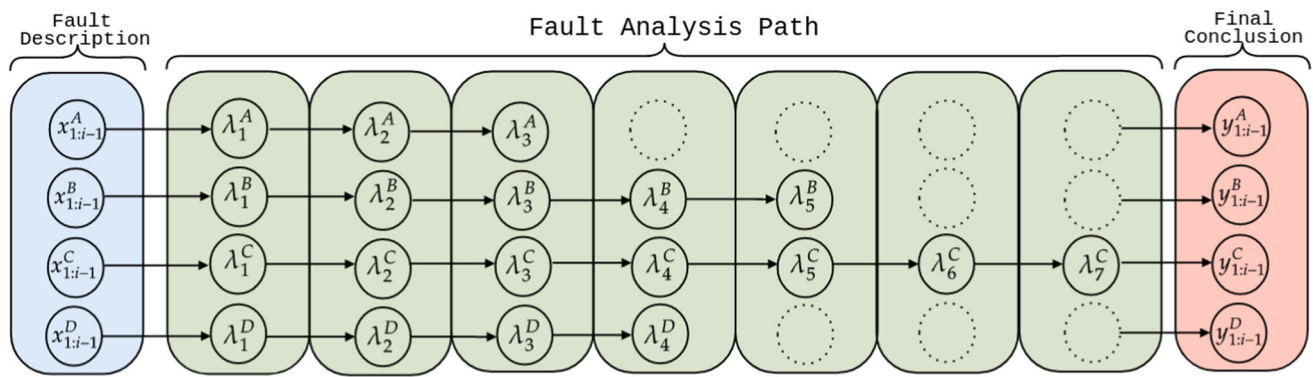 Fault
Description
Fault Analysis Path
Final
Conclusion
x^A_{1:i−1} λ^A_1 λ^A_2 λ^A_3 y^A_{1:i−1}
x^B_{1:i−1} λ^B_1 λ^B_2 λ^B_3 λ^B_4 λ^B_5 y^B_{1:i−1}
x^C_{1:i−1} λ^C_1 λ^C_2 λ^C_3 λ^C_4 λ^C_5 λ^C_6 λ^C_7 y^C_{1:i−1}
x^D_{1:i−1} λ^D_1 λ^D_2 λ^D_3 λ^D_4 y^D_{1:i−1}